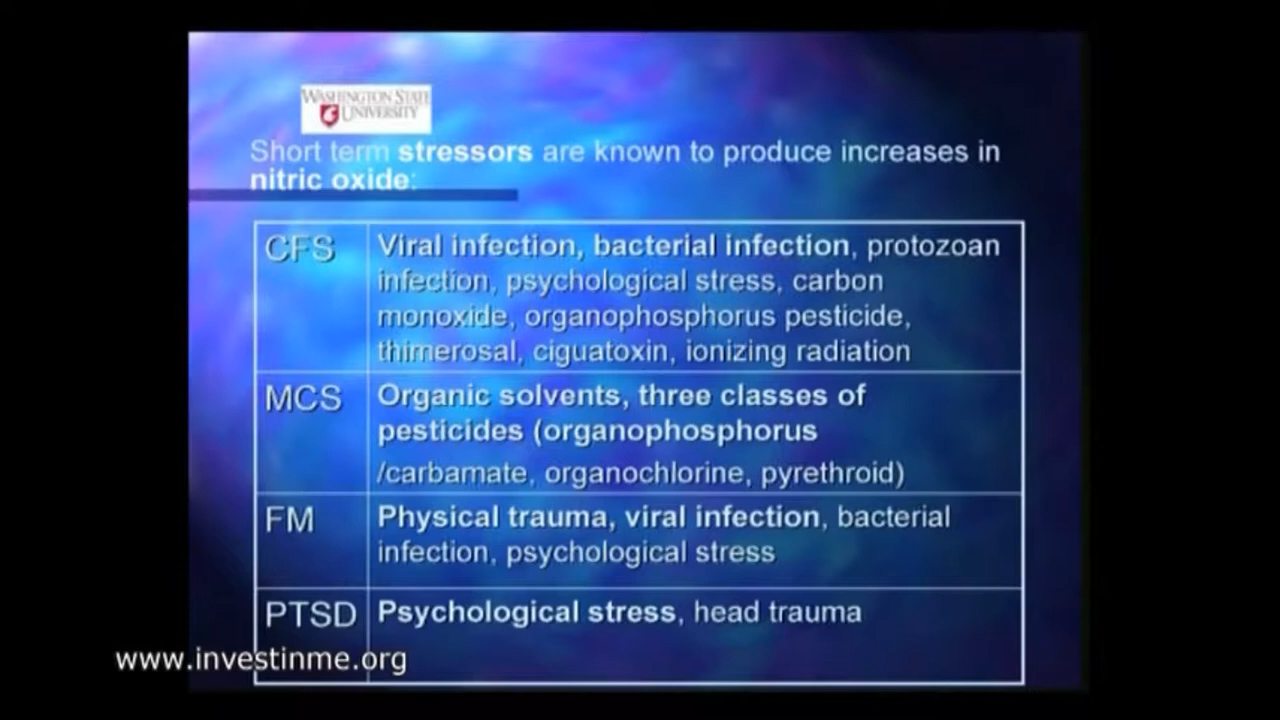 WASHINGTON STATE
UNIVERSITY
Short term stressors are known to produce increases in
nitric oxide:
CFS
Viral infection, bacterial infection, protozoan
infection, psychological stress, carbon
monoxide, organophosphorus pesticide,
thimerosal, ciguatoxin, ionizing radiation
MCS
Organic solvents, three classes of
pesticides (organophosphorus
/carbamate, organochlorine, pyrethroid)
FM
Physical trauma, viral infection, bacterial
infection, psychological stress
PTSD
Psychological stress, head trauma
www.investinme.org